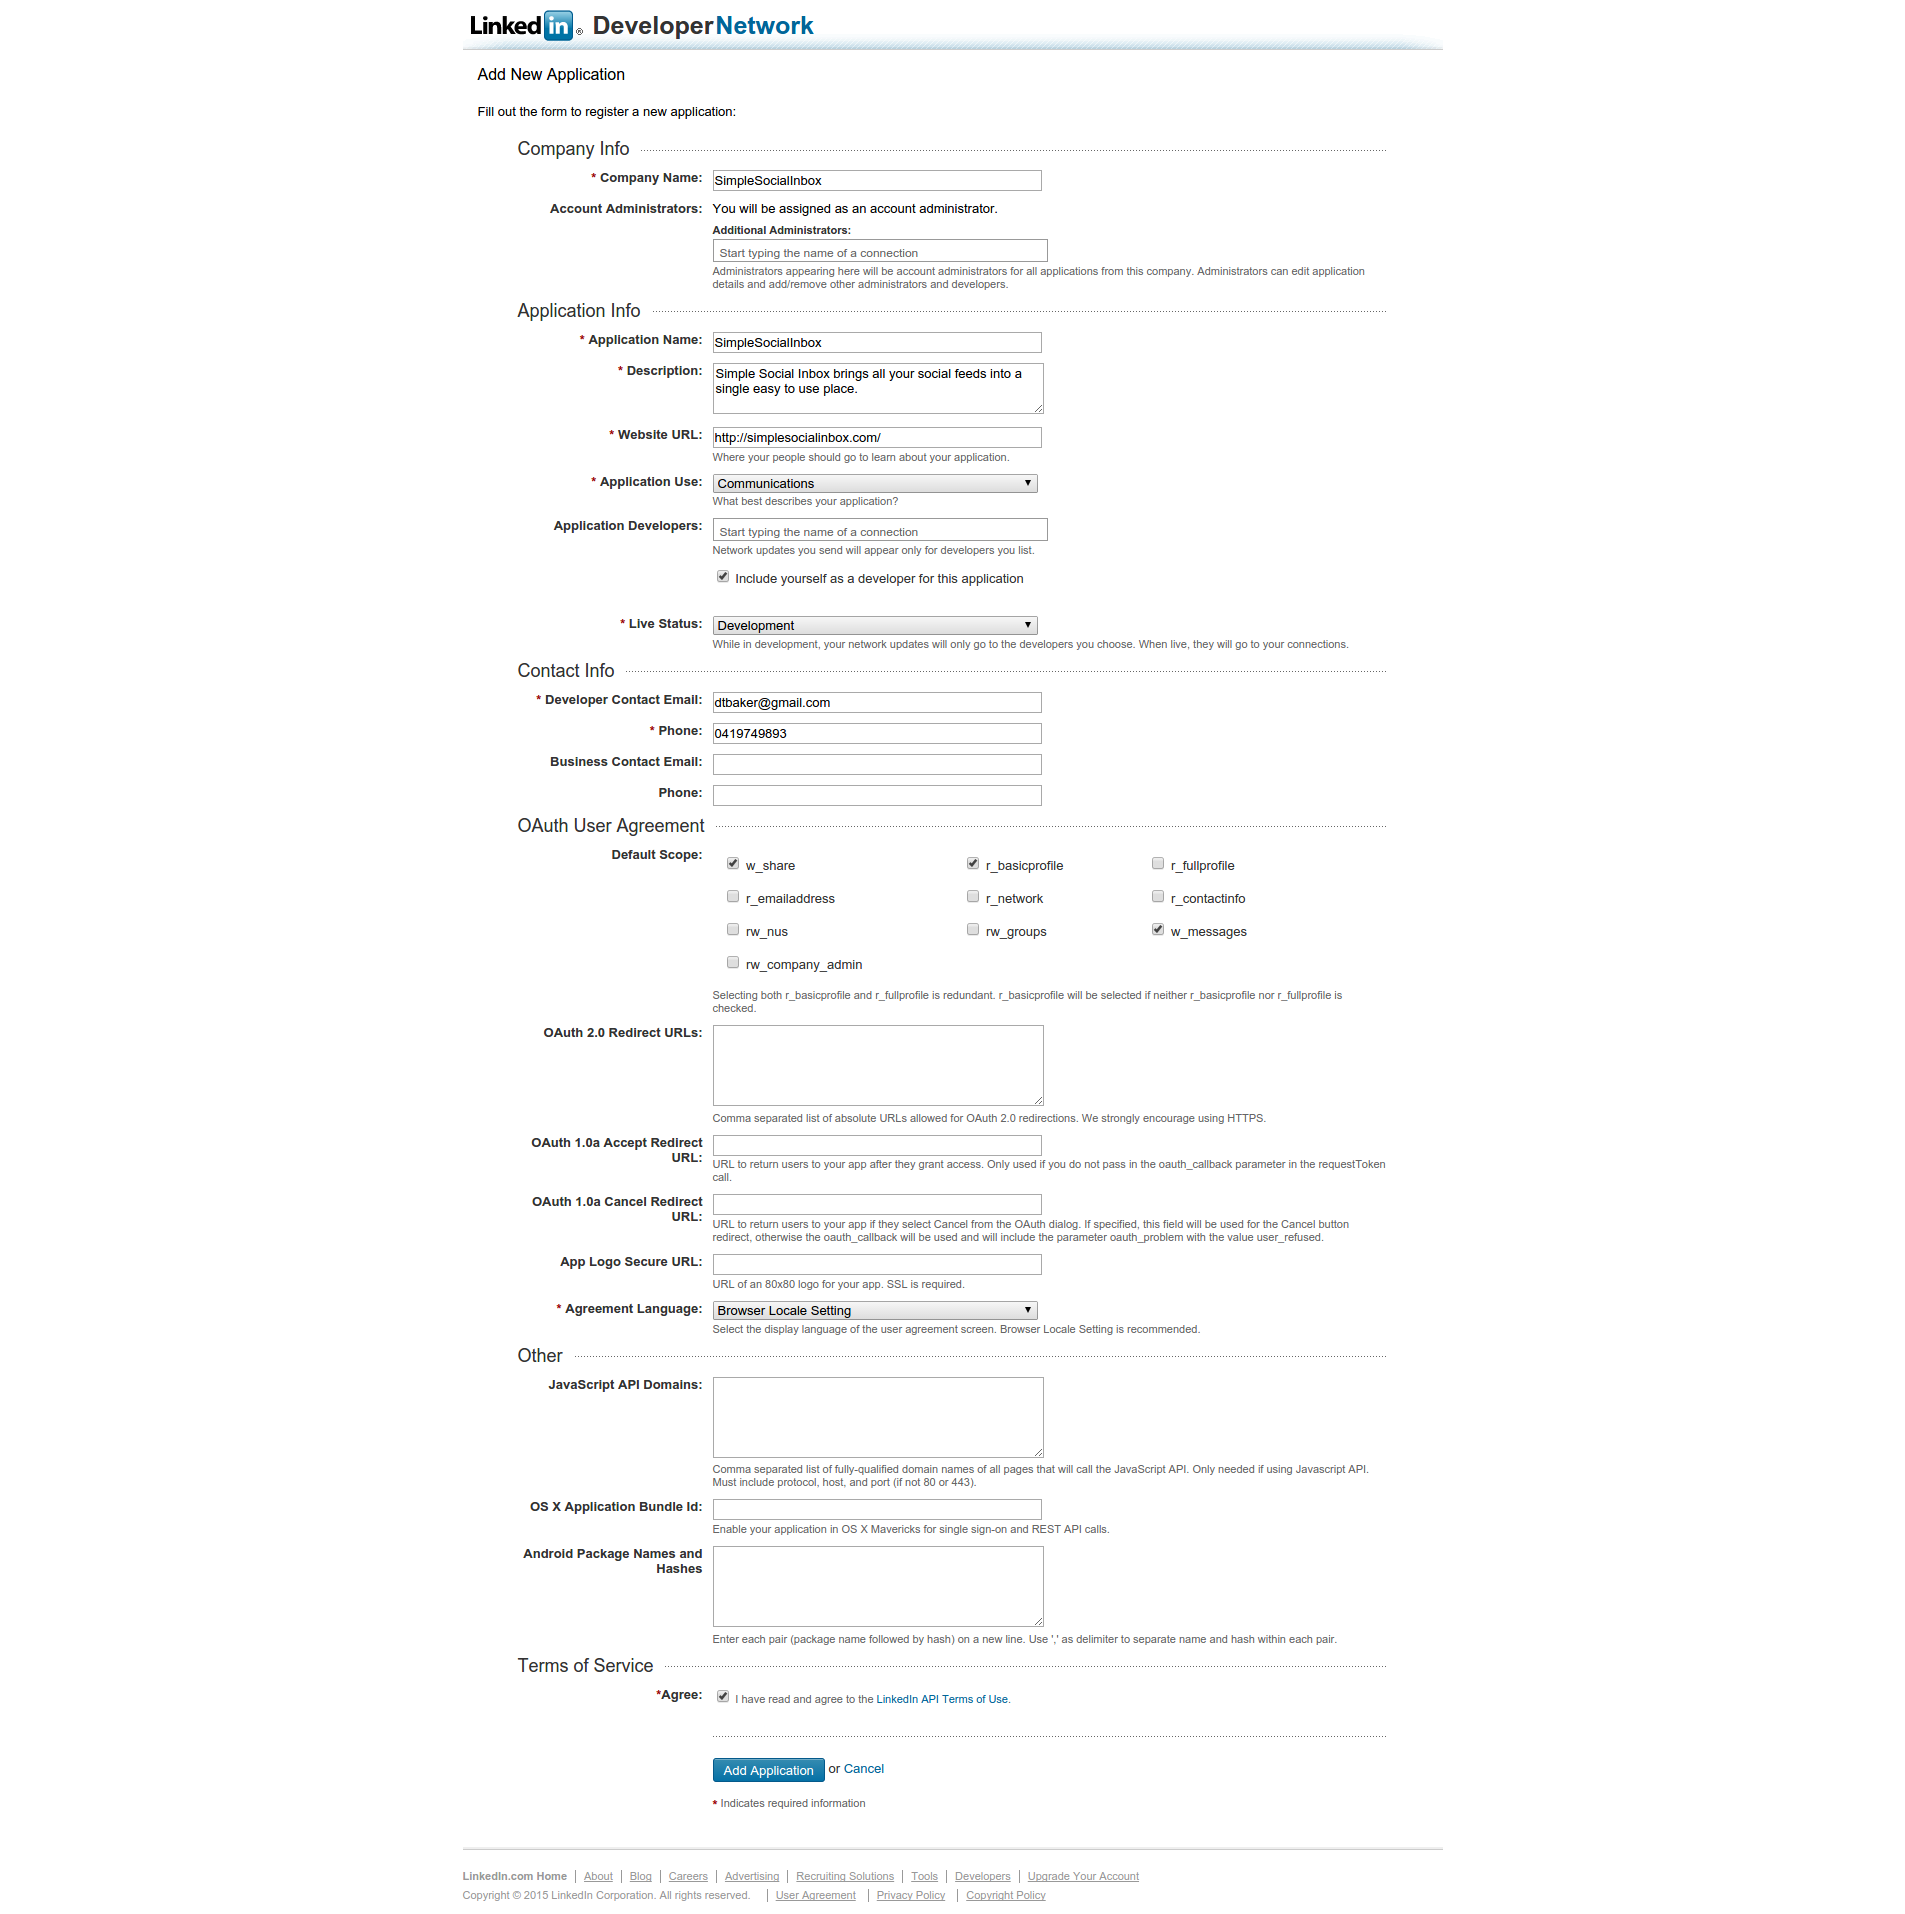 Linked in ® DeveloperNetwork
Add New Application
Fill out the form to register a new application:
Company Info
* Company Name: SimpleSocialInbox
Account Administrators: You will be assigned as an account administrator.
Additional Administrators:
Start typing the name of a connection
Administrators appearing here will be account administrators for all applications from this company. Administrators can edit application
details and add/remove other administrators and developers.
Application Info
* Application Name: SimpleSocialInbox
* Description: Simple Social Inbox brings all your social feeds into a
single easy to use place.
* Website URL: http://simplesocialinbox.com/
Where your people should go to learn about your application.
* Application Use: Communications
What best describes your application?
Application Developers: Start typing the name of a connection
Network updates you send will appear only for developers you list.
Include yourself as a developer for this application
* Live Status: Development
While in development, your network updates will only go to the developers you choose. When live, they will go to your connections.
Contact Info
* Developer Contact Email: dtbaker@gmail.com
* Phone: 0419749893
Business Contact Email:
Phone:
OAuth User Agreement
Default Scope: w_share r_basicprofile r_fullprofile
r_emailaddress r_network r_contactinfo
rw_nus rw_groups w_messages
rw_company_admin
Selecting both r_basicprofile and r_fullprofile is redundant. r_basicprofile will be selected if neither r_basicprofile nor r_fullprofile is
checked.
OAuth 2.0 Redirect URLs:
Comma separated list of absolute URLs allowed for OAuth 2.0 redirections. We strongly encourage using HTTPS.
OAuth 1.0a Accept Redirect
URL:
URL to return users to your app after they grant access. Only used if you do not pass in the oauth_callback parameter in the requestToken
call.
OAuth 1.0a Cancel Redirect
URL:
URL to return users to your app if they select Cancel from the OAuth dialog. If specified, this field will be used for the Cancel button
redirect, otherwise the oauth_callback will be used and will include the parameter oauth_problem with the value user_refused.
App Logo Secure URL:
URL of an 80x80 logo for your app. SSL is required.
* Agreement Language: Browser Locale Setting
Select the display language of the user agreement screen. Browser Locale Setting is recommended.
Other
JavaScript API Domains:
Comma separated list of fully-qualified domain names of all pages that will call the JavaScript API. Only needed if using Javascript API.
Must include protocol, host, and port (if not 80 or 443).
OS X Application Bundle Id:
Enable your application in OS X Mavericks for single sign-on and REST API calls.
Android Package Names and
Hashes
Enter each pair (package name followed by hash) on a new line. Use ',' as delimiter to separate name and hash within each pair.
Terms of Service
*Agree: I have read and agree to the LinkedIn API Terms of Use.
Add Application or Cancel
* Indicates required information
LinkedIn.com Home | About | Blog | Careers | Advertising | Recruiting Solutions | Tools | Developers | Upgrade Your Account
Copyright © 2015 LinkedIn Corporation. All rights reserved. | User Agreement | Privacy Policy | Copyright Policy